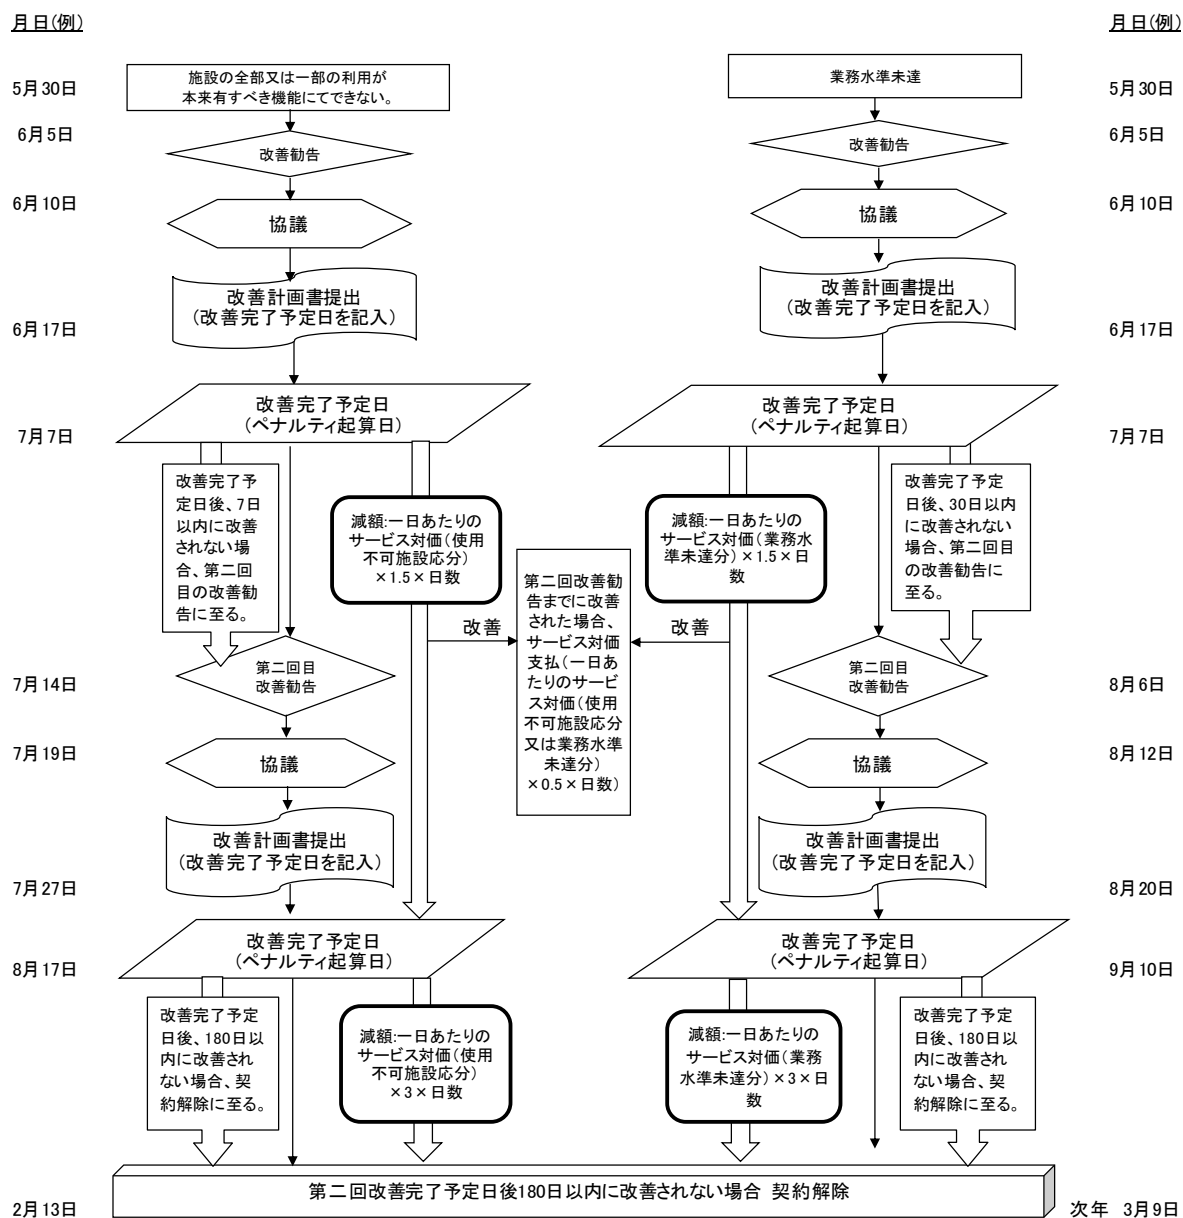 月日(例)
月日(例)
5月30日
施設の全部又は一部の利用が
本来有すべき機能にてできない。
業務水準未達
5月30日
6月5日
改善勧告
改善勧告
6月5日
6月10日
協議
協議
6月10日
改善計画書提出
(改善完了予定日を記入)
改善計画書提出
(改善完了予定日を記入)
6月17日
6月17日
改善完了予定日
(ペナルティ起算日)
改善完了予定日
(ペナルティ起算日)
7月7日
7月7日
改善完了予
定日後、7日
以内に改善
されない場
合、第二回
目の改善勧
告に至る。
減額:一日あたりの
サービス対価(使用
不可施設応分)
×1.5×日数
第二回改善勧
告までに改善
された場合、
サービス対価
支払(一日あ
たりのサービ
ス対価(使用
不可施設応分
又は業務水準
未達分)
×0.5×日数)
減額:一日あたりの
サービス対価(業務水
準未達分)×1.5×日
数
改善完了予定
日後、30日以内
に改善されない
場合、第二回目
の改善勧告に
至る。
改善
改善
第二回目
改善勧告
第二回目
改善勧告
7月14日
8月6日
7月19日
協議
協議
8月12日
改善計画書提出
(改善完了予定日を記入)
改善計画書提出
(改善完了予定日を記入)
7月27日
8月20日
改善完了予定日
(ペナルティ起算日)
改善完了予定日
(ペナルティ起算日)
8月17日
9月10日
改善完了予定
日後、180日以
内に改善され
ない場合、契
約解除に至る。
減額:一日あたりの
サービス対価(使用
不可施設応分)
×3×日数
減額:一日あたりの
サービス対価(業務
水準未達分)×3×日
数
改善完了予定
日後、180日以
内に改善され
ない場合、契
約解除に至る。
第二回改善完了予定日後180日以内に改善されない場合 契約解除
2月13日
次年 3月9日